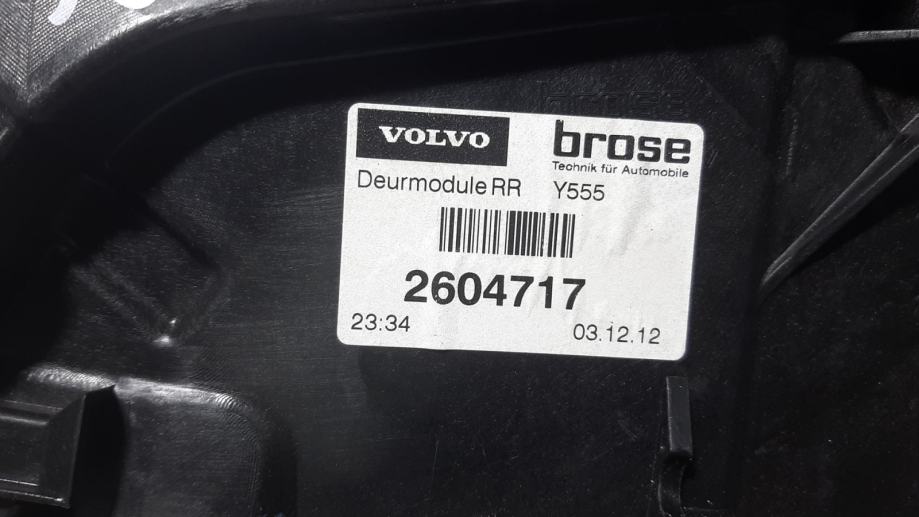 VOLVO
brose
Technik für Automobile
Deurmodule RR Y555
2604717
23:34 03.12.12